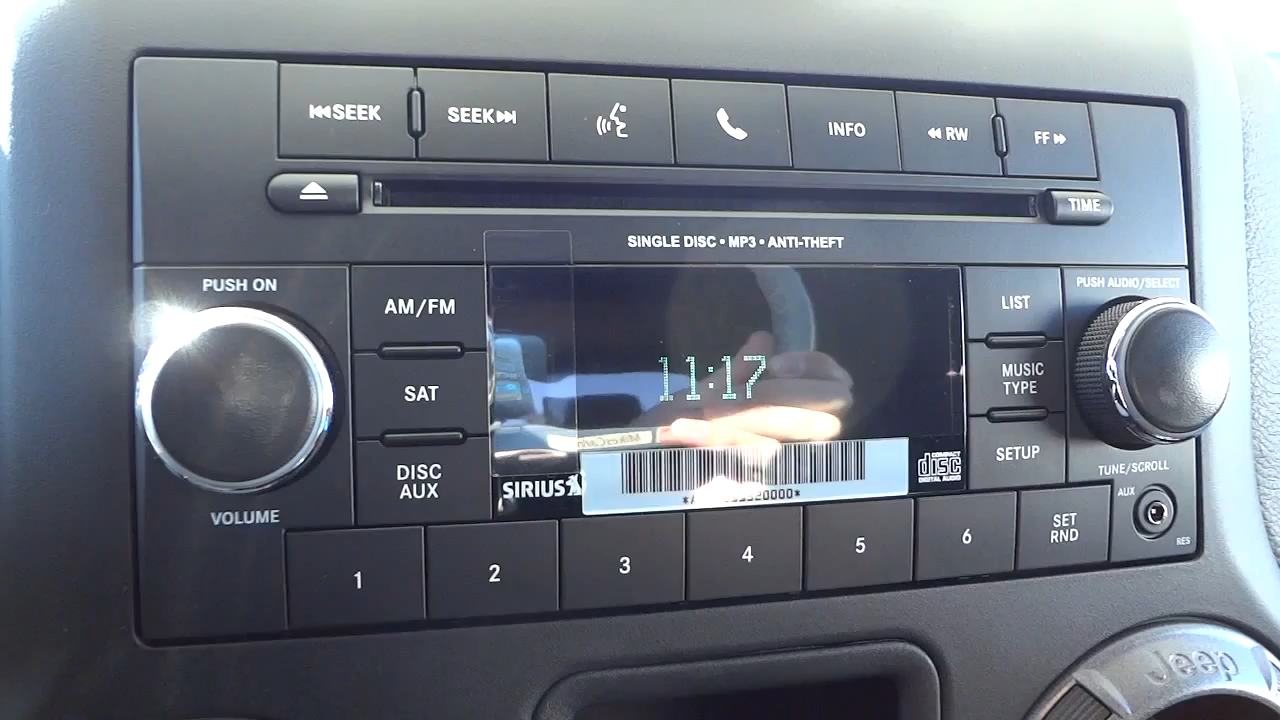 SEEK
SEEK
INFO
RW
FF
TIME
SINGLE DISC • MP3 • ANTI-THEFT
PUSH ON
AM/FM
SAT
DISC
AUX
VOLUME
11:17
SIRIUS
COMPACT
disc
DIGITAL AUDIO
LIST
MUSIC
TYPE
SETUP
PUSH AUDIO/SELECT
TUNE/SCROLL
AUX
RES
1
2
3
4
5
6
SET
RND
Jeep